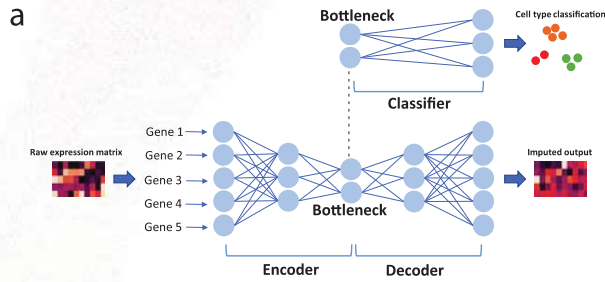 a
Bottleneck
Cell type classification
Classifier
Raw expression matrix
Gene 1
Gene 2
Gene 3
Gene 4
Gene 5
Bottleneck
Imputed output
Encoder
Decoder